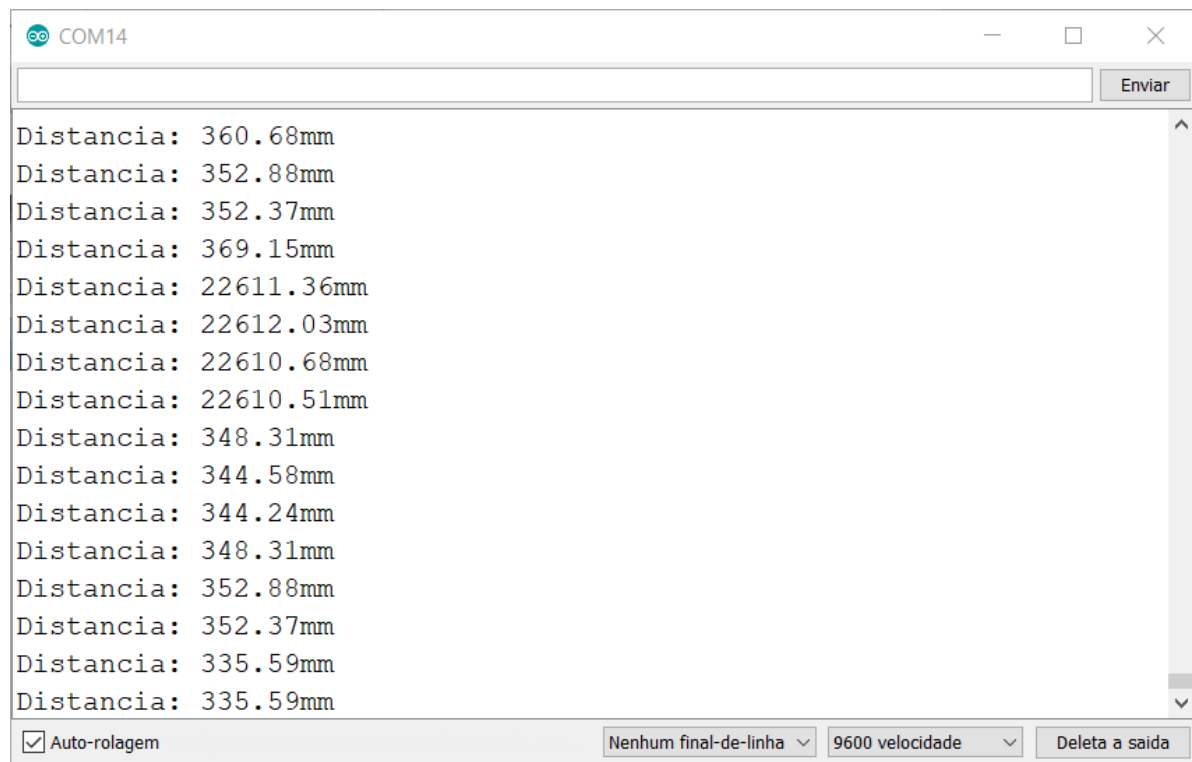 COM14
Enviar
Distancia: 360.68mm
Distancia: 352.88mm
Distancia: 352.37mm
Distancia: 369.15mm
Distancia: 22611.36mm
Distancia: 22612.03mm
Distancia: 22610.68mm
Distancia: 22610.51mm
Distancia: 348.31mm
Distancia: 344.58mm
Distancia: 344.24mm
Distancia: 348.31mm
Distancia: 352.88mm
Distancia: 352.37mm
Distancia: 335.59mm
Distancia: 335.59mm
Auto-rolagem Nenhum final-de-linha 9600 velocidade Deleta a saida